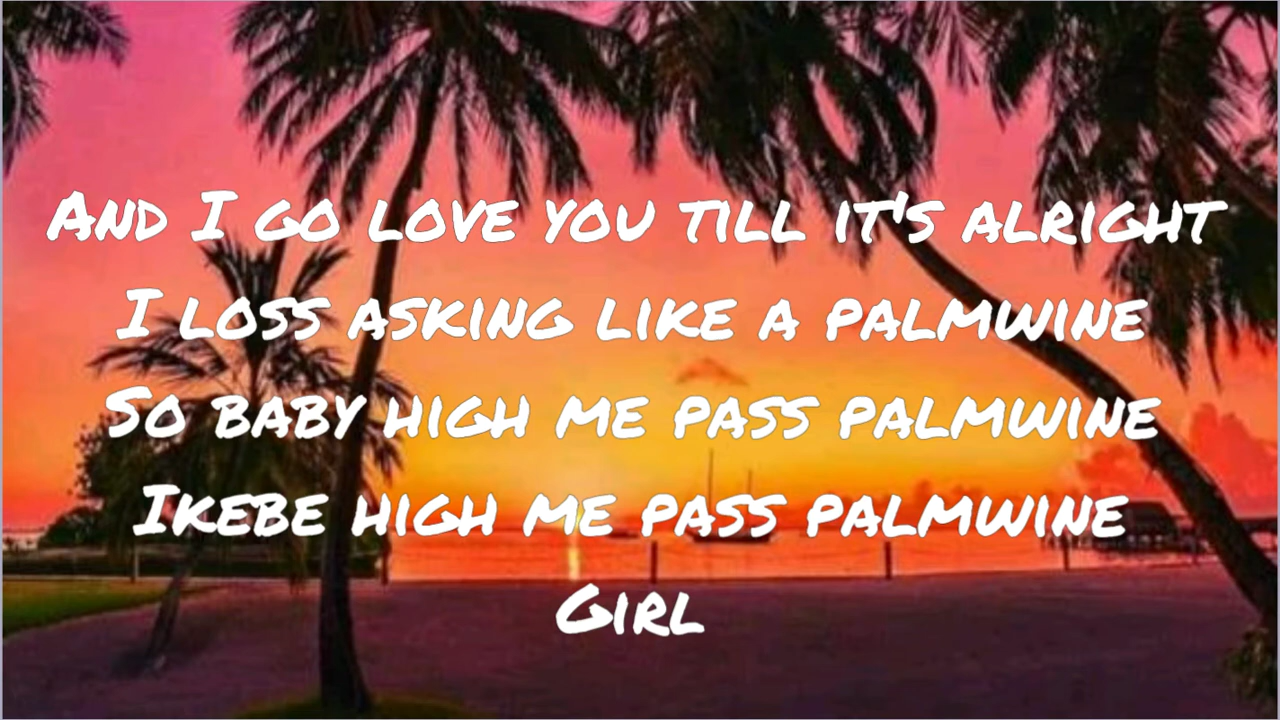 And I go love you till it's alright
I loss asking like a palmwine
So baby high me pass palmwine
Ikebe high me pass palmwine
Girl